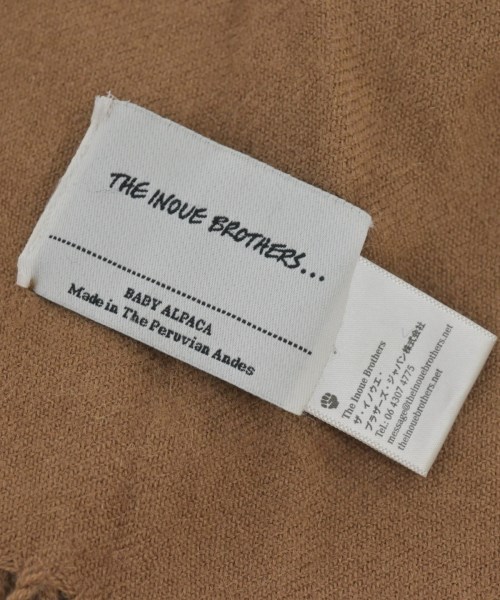 THE INOUE BROTHERS...
BABY ALPACA
Made in The Peruvian Andes
The Inoue Brothers
ザ・イノウエ・
ブラザーズ・ジャパン株式会社
TeL: 06 4307 4775
message@theinouebrothers.net
theinouebrothers.net